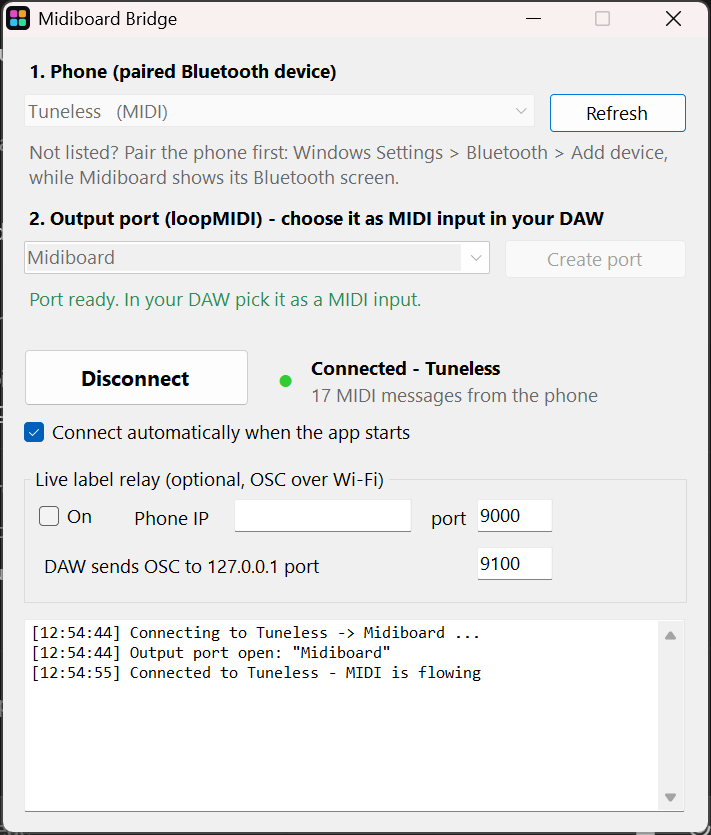 Midiboard Bridge
1. Phone (paired Bluetooth device)
Tuneless   (MIDI)
Refresh
Not listed? Pair the phone first: Windows Settings > Bluetooth > Add device,
while Midiboard shows its Bluetooth screen.
2. Output port (loopMIDI) - choose it as MIDI input in your DAW
Midiboard
Create port
Port ready. In your DAW pick it as a MIDI input.
Disconnect
Connected - Tuneless
17 MIDI messages from the phone
Connect automatically when the app starts
Live label relay (optional, OSC over Wi-Fi)
On
Phone IP
port
9000
DAW sends OSC to 127.0.0.1 port
9100
[12:54:44] Connecting to Tuneless -> Midiboard ...
[12:54:44] Output port open: "Midiboard"
[12:54:55] Connected to Tuneless - MIDI is flowing